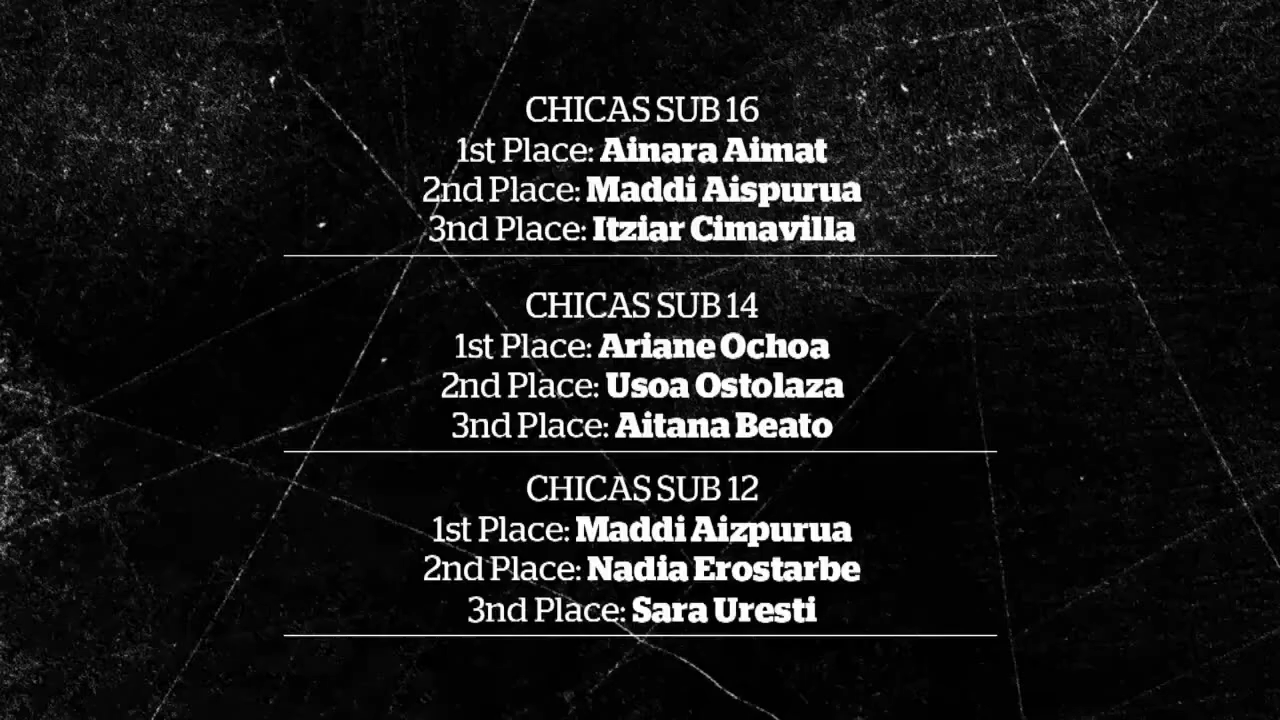 CHICAS SUB 16
1st Place: Ainara Aimat
2nd Place: Maddi Aispurua
3nd Place: Itziar Cimavilla
CHICAS SUB 14
1st Place: Ariane Ochoa
2nd Place: Usoa Ostolaza
3nd Place: Aitana Beato
CHICAS SUB 12
1st Place: Maddi Aizpurua
2nd Place: Nadia Erostarbe
3nd Place: Sara Uresti